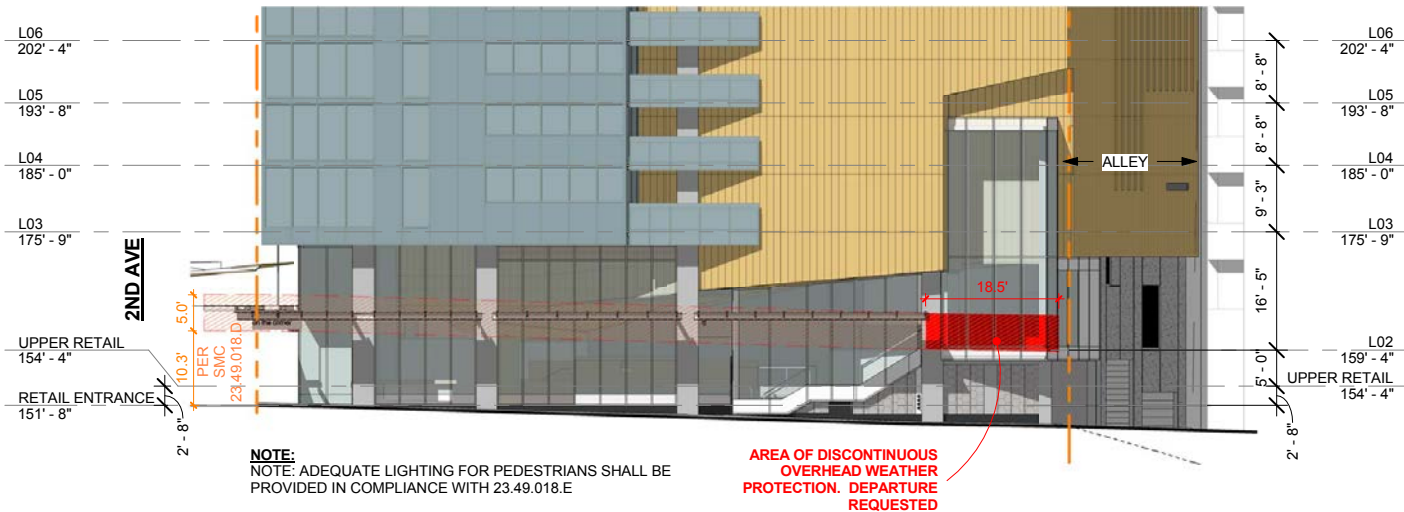 L06
202' - 4"
L05
193' - 8"
L04
185' - 0"
L03
175' - 9"
2ND AVE
UPPER RETAIL
154' - 4"
RETAIL ENTRANCE
151' - 8"
2' - 8"
5.0'
10.3'
PER
SMC
23.49.018.D
18.5'
ALLEY
L06
202' - 4"
8' - 8"
L05
193' - 8"
8' - 8"
L04
185' - 0"
9' - 3"
L03
175' - 9"
16' - 5"
L02
159' - 4"
5' - 0"
UPPER RETAIL
154' - 4"
2' - 8"
NOTE:
NOTE: ADEQUATE LIGHTING FOR PEDESTRIANS SHALL BE
PROVIDED IN COMPLIANCE WITH 23.49.018.E
AREA OF DISCONTINUOUS
OVERHEAD WEATHER
PROTECTION. DEPARTURE
REQUESTED